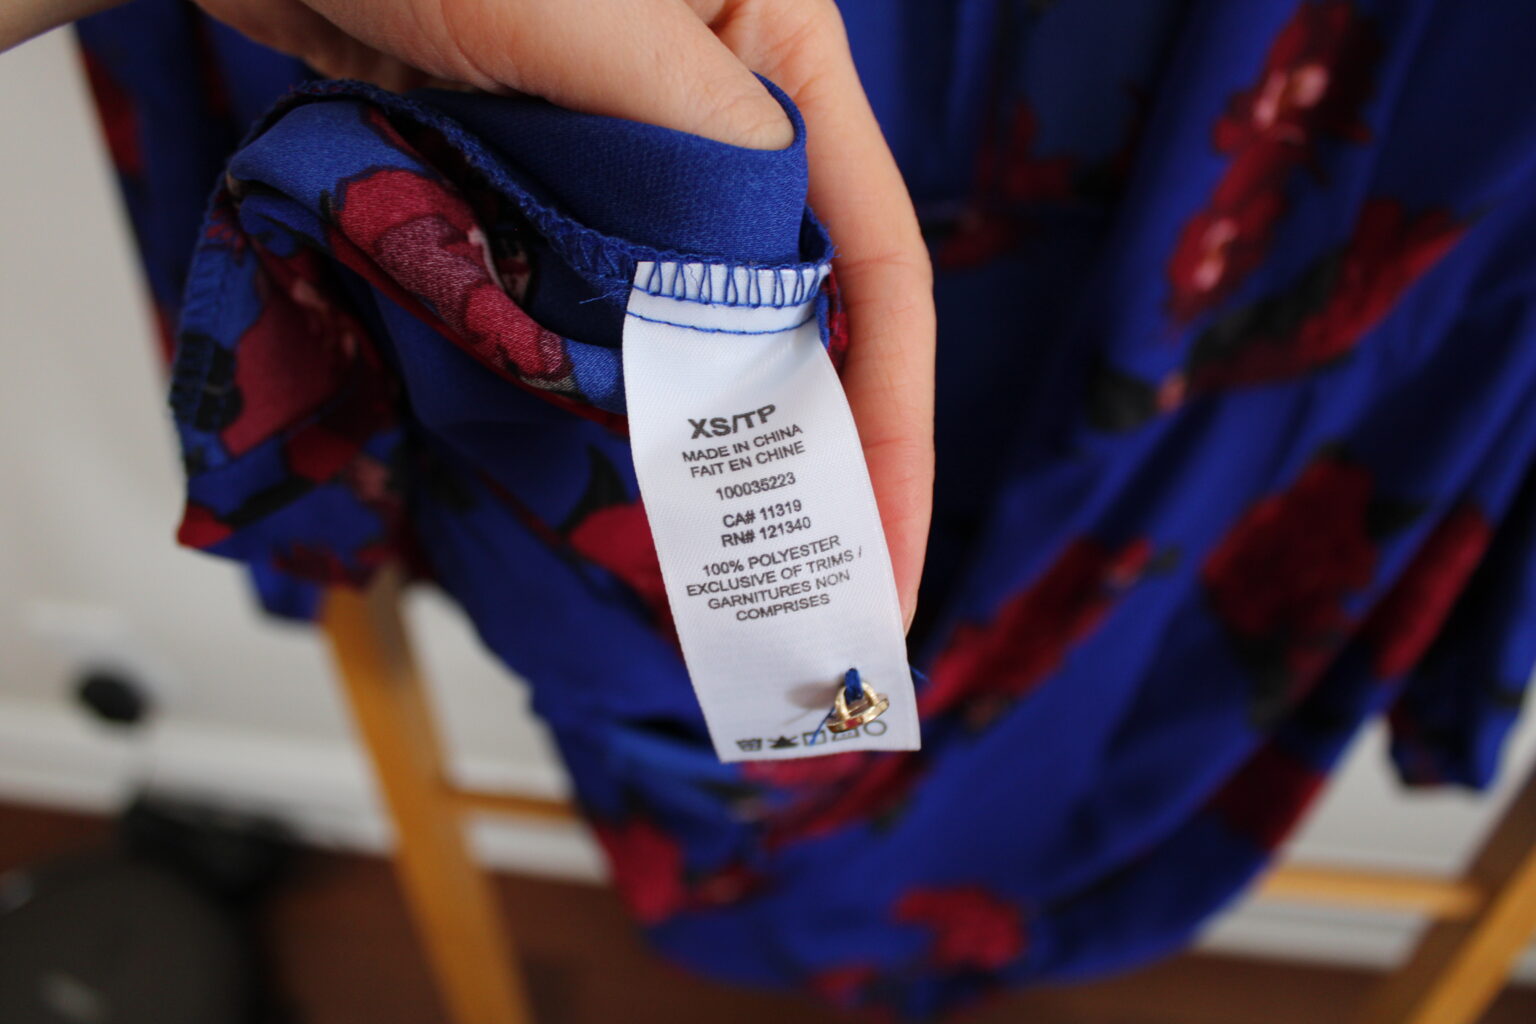 XS/TP
MADE IN CHINA
FAIT EN CHINE
100035223
CA# 11319
RN# 121340
100% POLYESTER
EXCLUSIVE OF TRIMS /
GARNITURES NON
COMPRISES